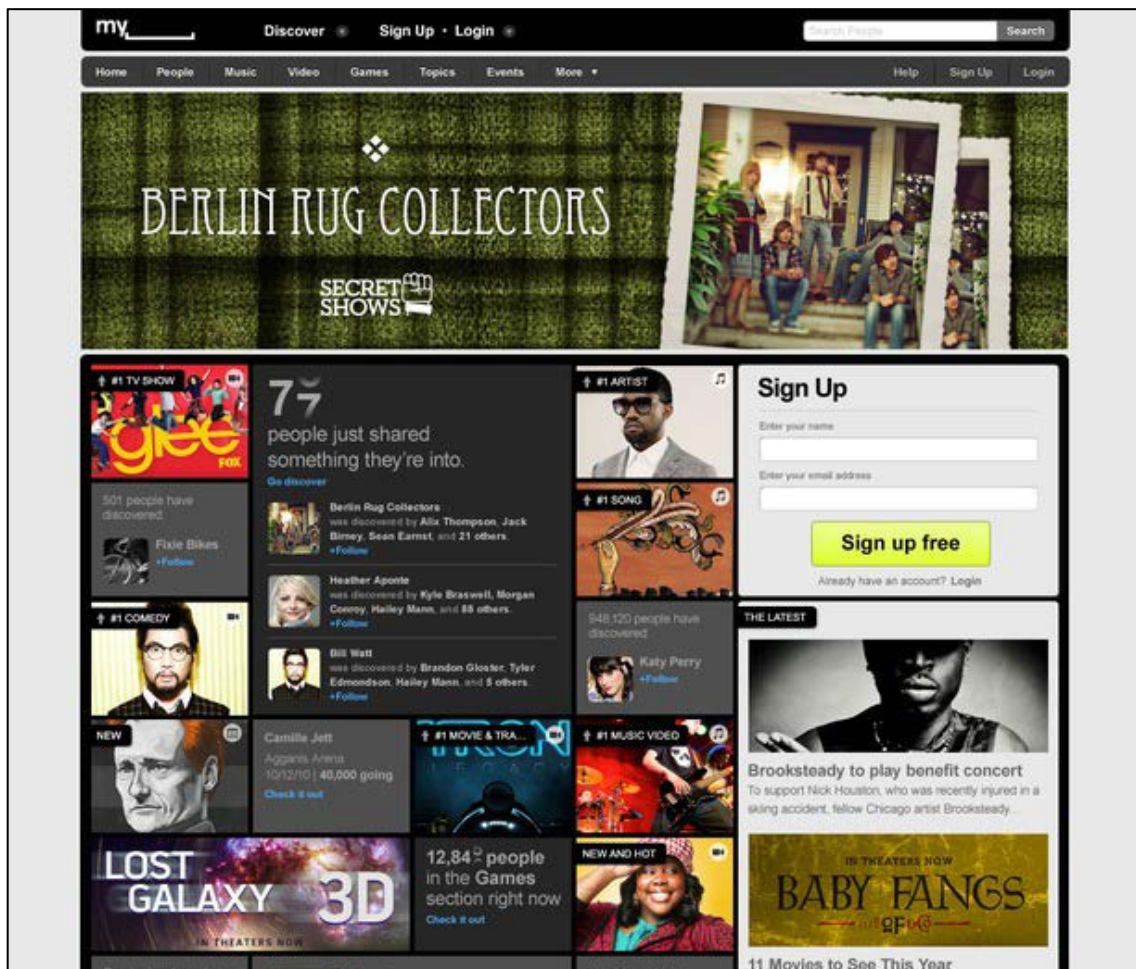 my
Discover
Sign Up • Login
Search People
Search
Home People Music Video Games Topics Events More ▾
Help Sign Up Login
BERLIN RUG COLLECTORS
SECRET
SHOWS
#1 TV SHOW
glee
FOX
501 people have
discovered
Fixie Bikes
+Follow
#1 COMEDY
people just shared
something they're into.
Go discover
Berlin Rug Collectors
was discovered by Alix Thompson, Jack
Birney, Sean Earnst, and 21 others.
+Follow
Heather Aponte
was discovered by Kyle Braswell, Morgan
Conroy, Hailey Mann, and 88 others.
+Follow
Bill Watt
was discovered by Brandon Gloster, Tyler
Edmondson, Hailey Mann, and 5 others.
+Follow
#1 ARTIST
#1 SONG
948,120 people have
discovered
Katy Perry
+Follow
Sign Up
Enter your name
Enter your email address
Sign up free
Already have an account? Login
NEW
Camille Jett
Agganis Arena
10/12/10 | 40,000 going
Check it out
#1 MOVIE & TRA...
TRON
LEGACY
#1 MUSIC VIDEO
LOST
GALAXY 3D
IN THEATERS NOW
people
in the Games
section right now
Check it out
NEW AND HOT
THE LATEST
Brooksteady to play benefit concert
To support Nick Houston, who was recently injured in a
skiing accident, fellow Chicago artist Brooksteady...
IN THEATERS NOW
BABY FANGS
OF
11 Movies to See This Year